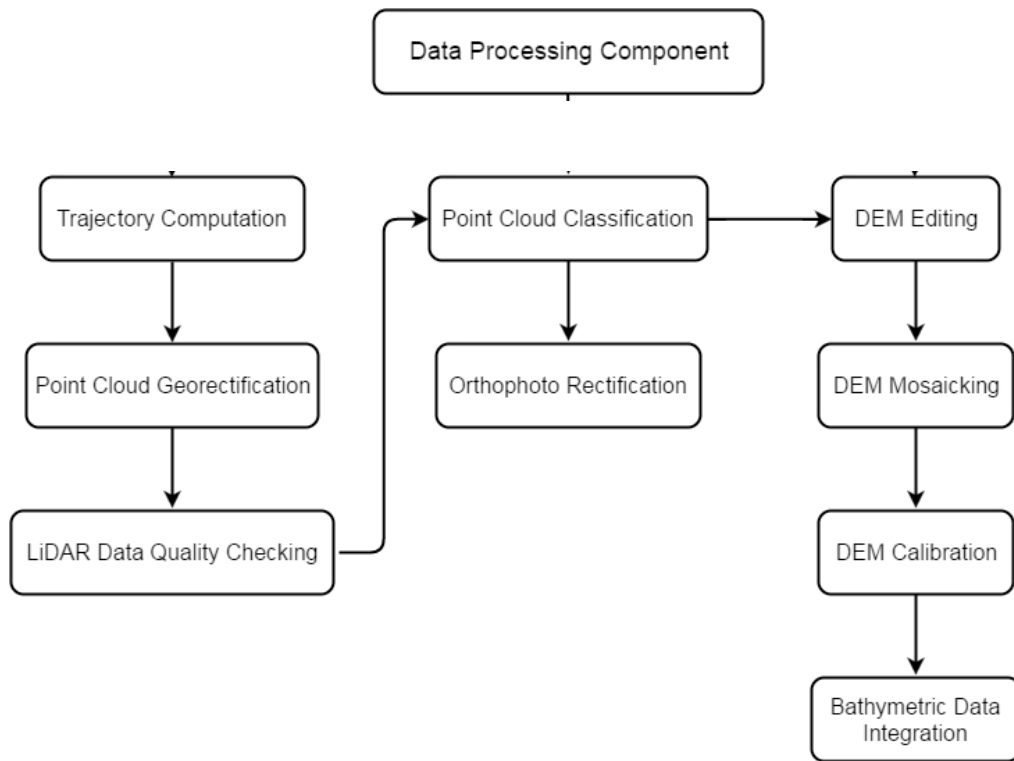 Data Processing Component
Trajectory Computation
Point Cloud Georectification
LiDAR Data Quality Checking
Point Cloud Classification
Orthophoto Rectification
DEM Editing
DEM Mosaicking
DEM Calibration
Bathymetric Data
Integration